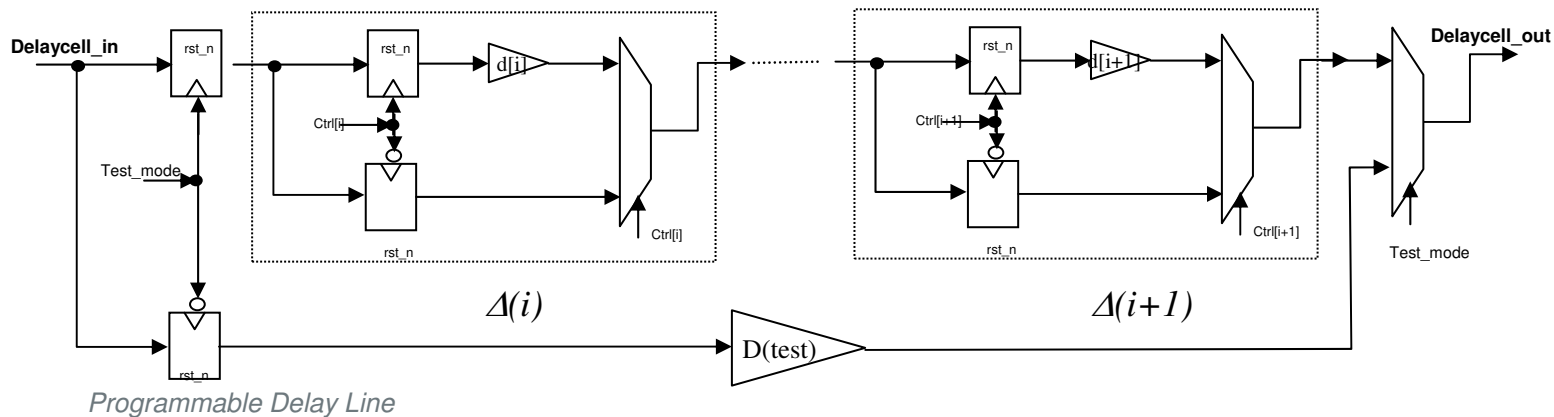 Delaycell_in
rst_n
rst_n
d[i]
Ctrl[i]
Ctrl[i]
rst_n
rst_n
d[i+1]
Ctrl[i+1]
Ctrl[i+1]
rst_n
Delaycell_out
Test_mode
Test_mode
Δ(i)
Δ(i+1)
D(test)
rst_n
Programmable Delay Line